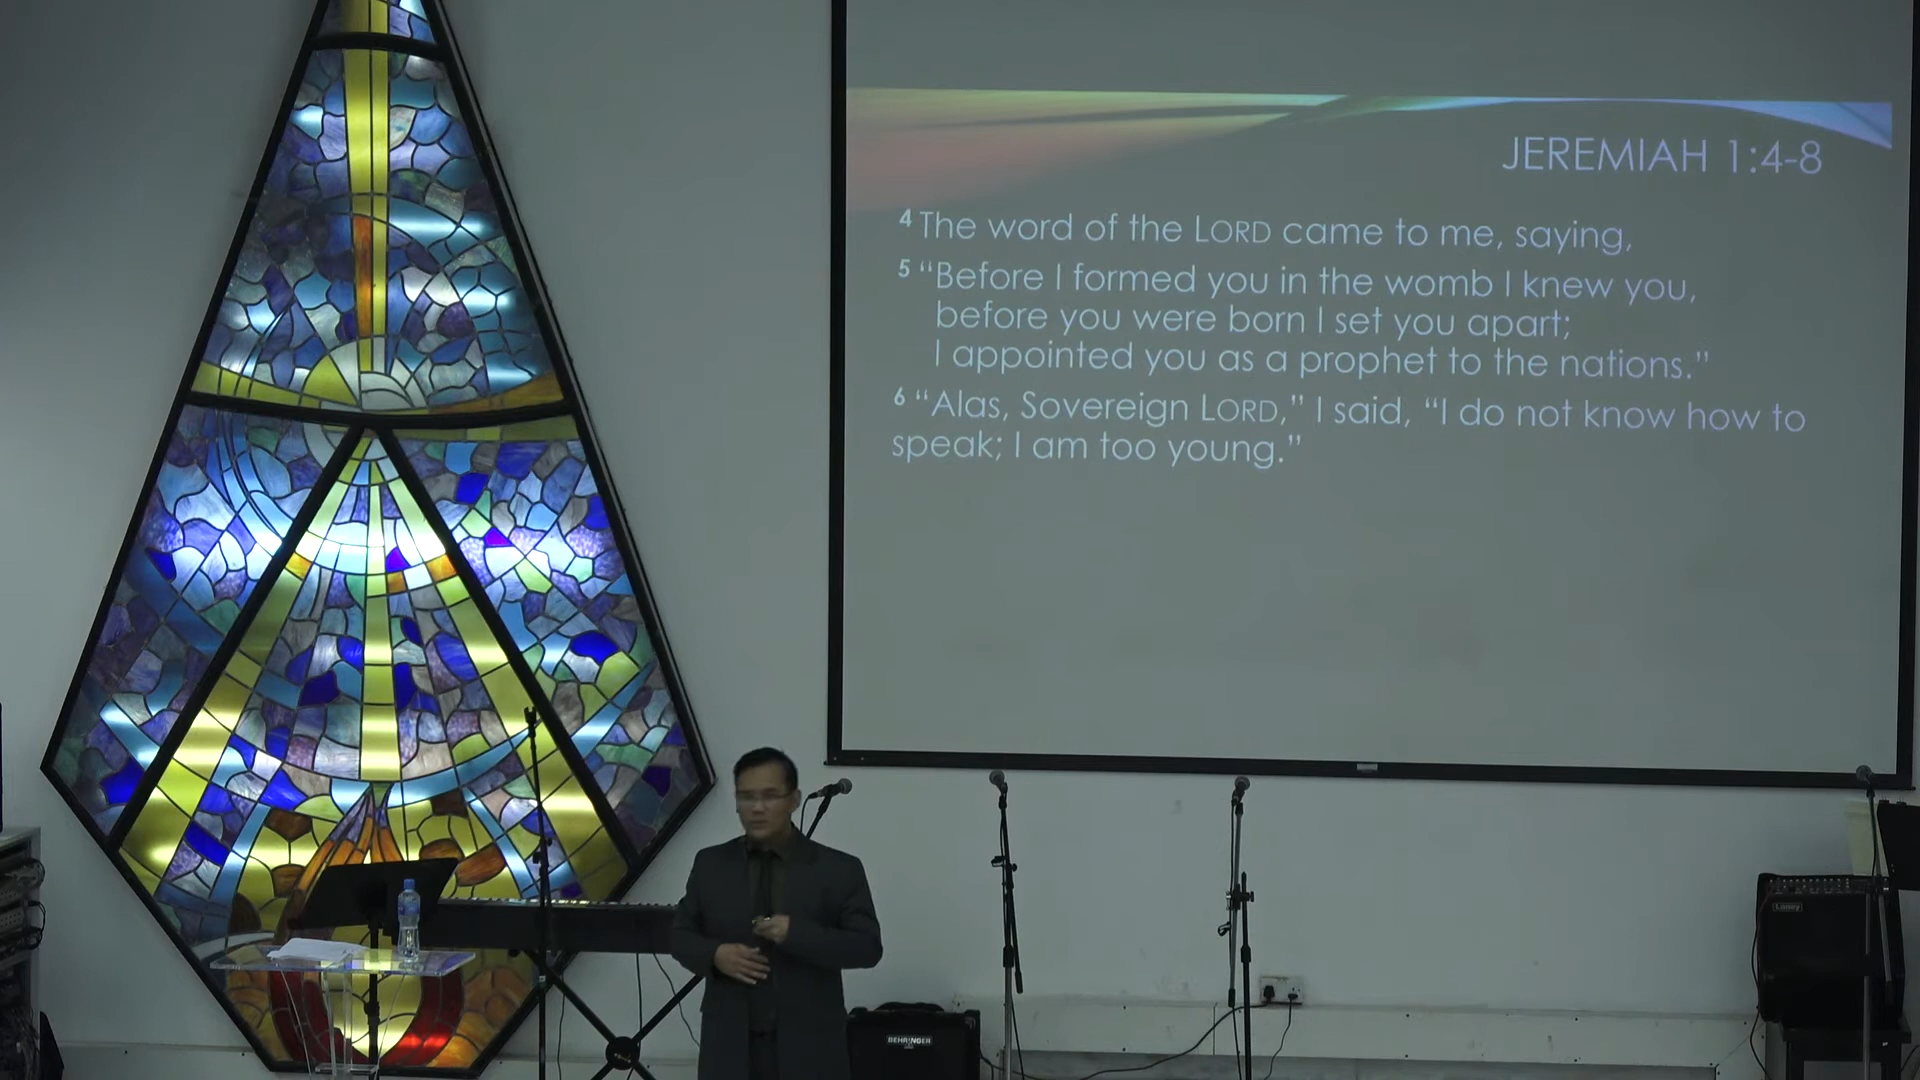 JEREMIAH 1:4-8
4 The word of the LORD came to me, saying,
5 “Before I formed you in the womb I knew you,
before you were born I set you apart;
I appointed you as a prophet to the nations.”
6 “Alas, Sovereign LORD,” I said, “I do not know how to
speak; I am too young.”
Laney
BEHRINGER